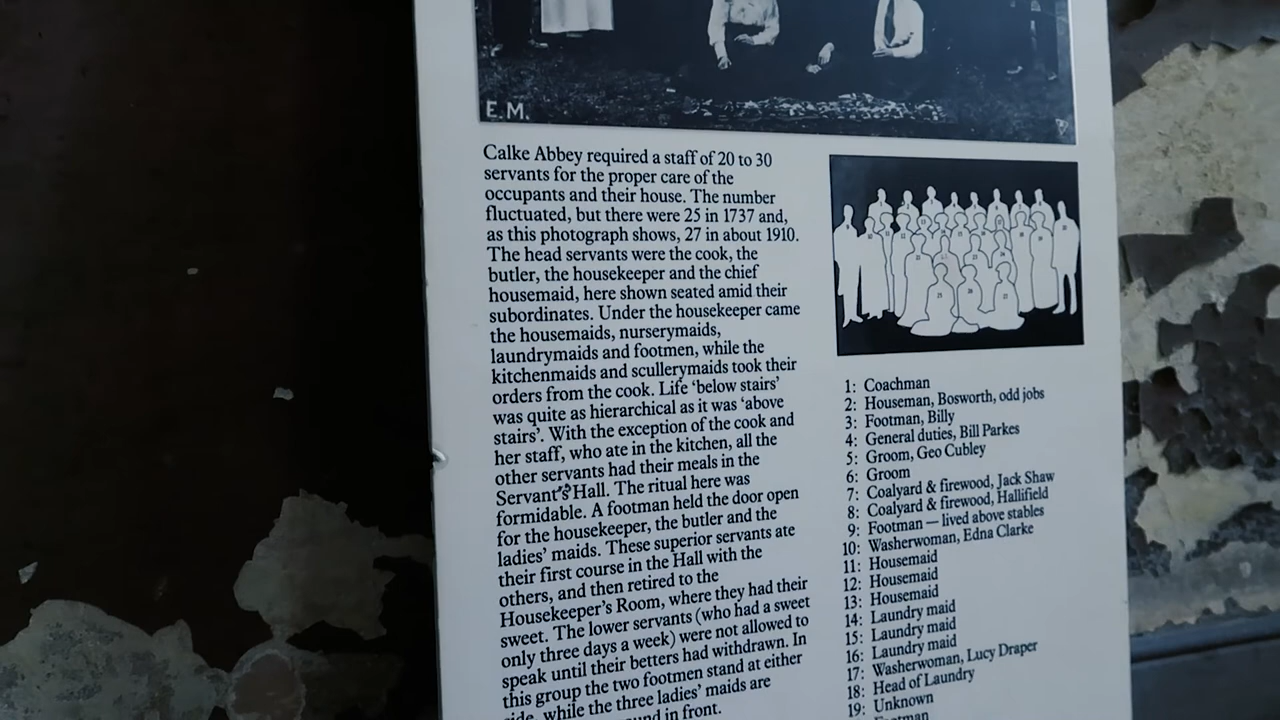 E.M.
Calke Abbey required a staff of 20 to 30
servants for the proper care of the
occupants and their house. The number
fluctuated, but there were 25 in 1737 and,
as this photograph shows, 27 in about 1910.
The head servants were the cook, the
butler, the housekeeper and the chief
housemaid, here shown seated amid their
subordinates. Under the housekeeper came
the housemaids, nurserymaids,
laundrymaids and footmen, while the
kitchenmaids and scullerymaids took their
orders from the cook. Life ‘below stairs’
was quite as hierarchical as it was ‘above
stairs’. With the exception of the cook and
her staff, who ate in the kitchen, all the
other servants had their meals in the
Servant's Hall. The ritual here was
formidable. A footman held the door open
for the housekeeper, the butler and the
ladies’ maids. These superior servants ate
their first course in the Hall with the
others, and then retired to the
Housekeeper’s Room, where they had their
sweet. The lower servants (who had a sweet
only three days a week) were not allowed to
speak until their betters had withdrawn. In
this group the two footmen stand at either
side, while the three ladies’ maids are
in front.
1: Coachman
2: Houseman, Bosworth, odd jobs
3: Footman, Billy
4: General duties, Bill Parkes
5: Groom, Geo Cubley
6: Groom
7: Coalyard & firewood, Jack Shaw
8: Coalyard & firewood, Hallifield
9: Footman — lived above stables
10: Washerwoman, Edna Clarke
11: Housemaid
12: Housemaid
13: Housemaid
14: Laundry maid
15: Laundry maid
16: Laundry maid
17: Washerwoman, Lucy Draper
18: Head of Laundry
19: Unknown